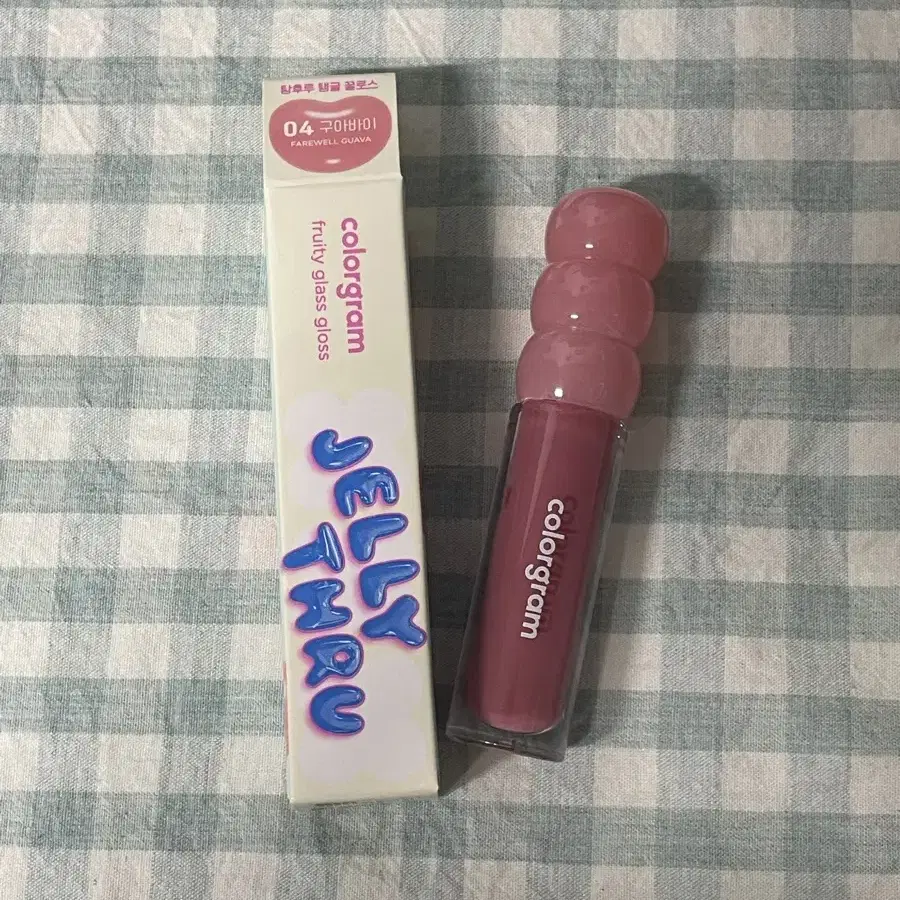 탕후루 탱글 꿀로스
04 구아바이
FAREWELL GUAVA
colorgram
fruity glass gloss
JELLY
THRU
colorgram